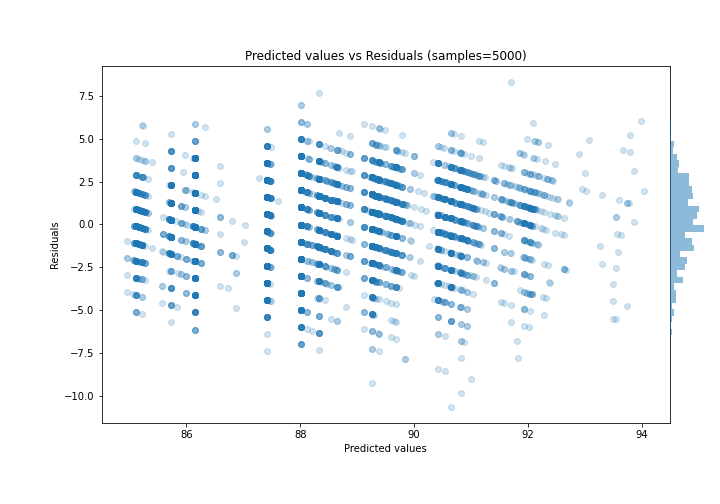 Predicted values vs Residuals (samples=5000)
7.5
5.0
2.5
0.0
−2.5
−5.0
−7.5
−10.0
Residuals
86 88 90 92 94
Predicted values